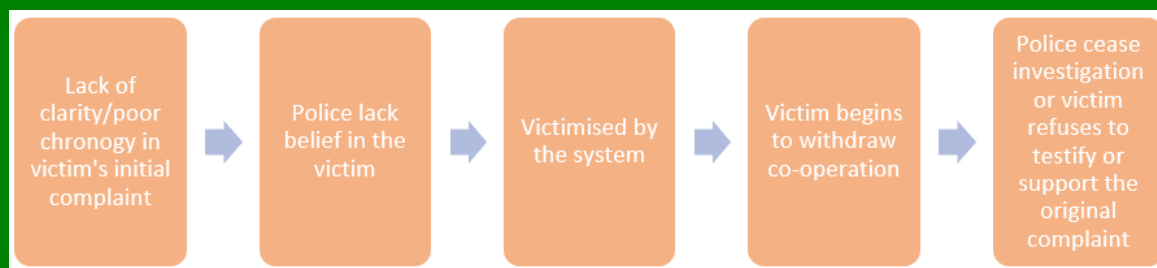 Lack of
clarity/poor
chronogy in
victim's initial
complaint
Police lack
belief in the
victim
Victimised by
the system
Victim begins
to withdraw
co-operation
Police cease
investigation
or victim
refuses to
testify or
support the
original
complaint